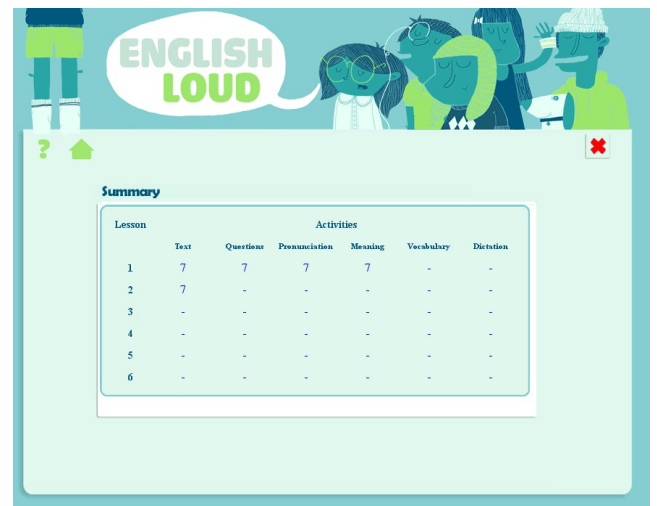 ENGLISH
LOUD
?
Summary
Lesson Activities
Text Questions Pronunciation Meaning Vocabulary Dictation
1 7 7 7 7 - -
2 7 - - - - -
3 - - - - - -
4 - - - - - -
5 - - - - - -
6 - - - - - -